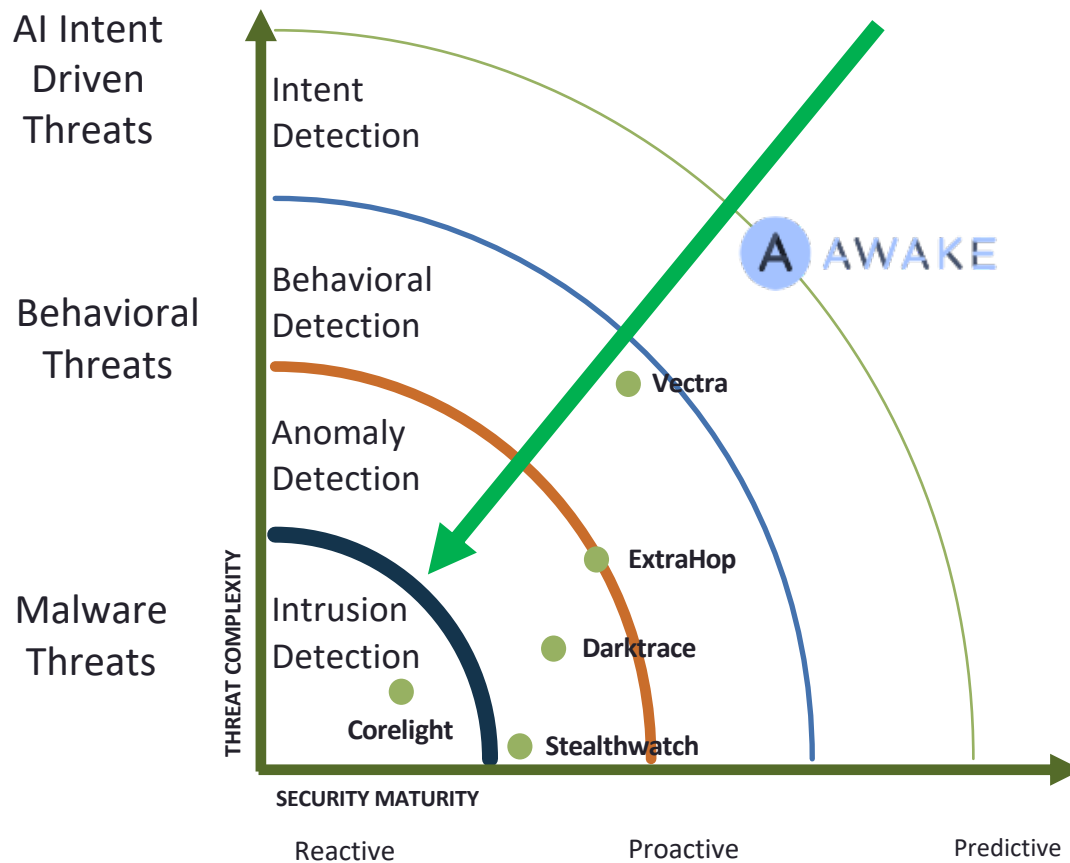 AI Intent
Driven
Threats
Intent
Detection
A AWAKE
Behavioral
Detection
Behavioral
Threats
Vectra
Anomaly
Detection
ExtraHop
Malware
Threats
Intrusion
Detection
Darktrace
Corelight
Stealthwatch
THREAT COMPLEXITY
SECURITY MATURITY
Reactive
Proactive
Predictive